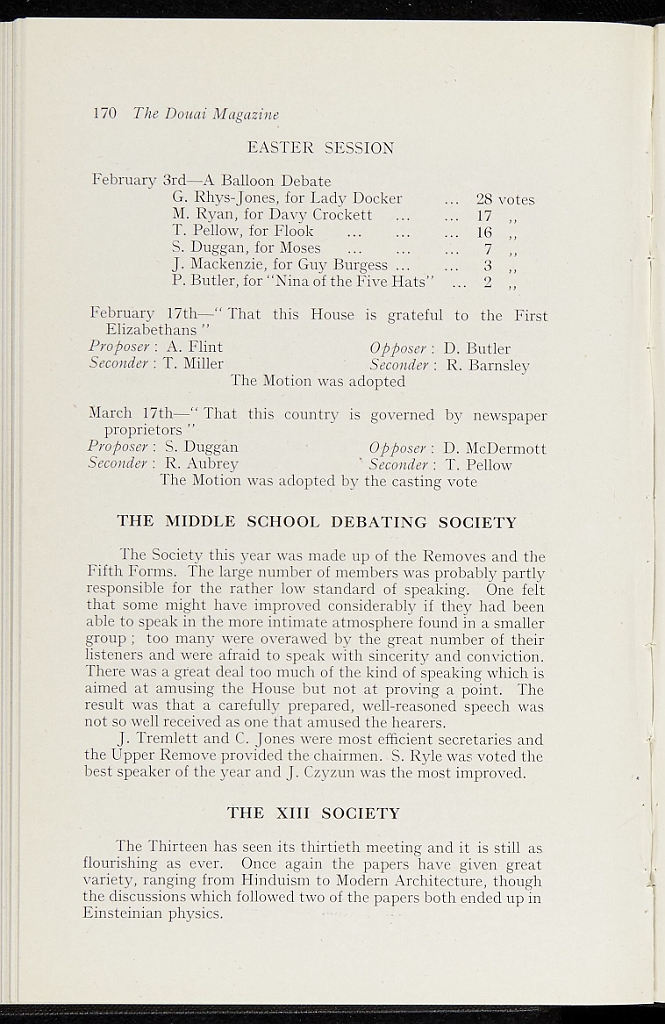 170 The Douai Magazine
EASTER SESSION
February 3rd—A Balloon Debate
G. Rhys-Jones, for Lady Docker ... 28 votes
M. Ryan, for Davy Crockett ... ... 17 ,,
T. Pellow, for Flook ... ... ... 16 ,,
S. Duggan, for Moses ... ... ... 7 ,,
J. Mackenzie, for Guy Burgess ... ... 3 ,,
P. Butler, for "Nina of the Five Hats" ... 2 ,,
February 17th—" That this House is grateful to the First
Elizabethans "
Proposer : A. Flint Opposer : D. Butler
Seconder : T. Miller Seconder : R. Barnsley
The Motion was adopted
March 17th—" That this country is governed by newspaper
proprietors "
Proposer : S. Duggan Opposer : D. McDermott
Seconder : R. Aubrey Seconder : T. Pellow
The Motion was adopted by the casting vote
THE MIDDLE SCHOOL DEBATING SOCIETY
The Society this year was made up of the Removes and the
Fifth Forms. The large number of members was probably partly
responsible for the rather low standard of speaking. One felt
that some might have improved considerably if they had been
able to speak in the more intimate atmosphere found in a smaller
group ; too many were overawed by the great number of their
listeners and were afraid to speak with sincerity and conviction.
There was a great deal too much of the kind of speaking which is
aimed at amusing the House but not at proving a point. The
result was that a carefully prepared, well-reasoned speech was
not so well received as one that amused the hearers.
J. Tremlett and C. Jones were most efficient secretaries and
the Upper Remove provided the chairmen. S. Ryle was voted the
best speaker of the year and J. Czyzun was the most improved.
THE XIII SOCIETY
The Thirteen has seen its thirtieth meeting and it is still as
flourishing as ever. Once again the papers have given great
variety, ranging from Hinduism to Modern Architecture, though
the discussions which followed two of the papers both ended up in
Einsteinian physics.